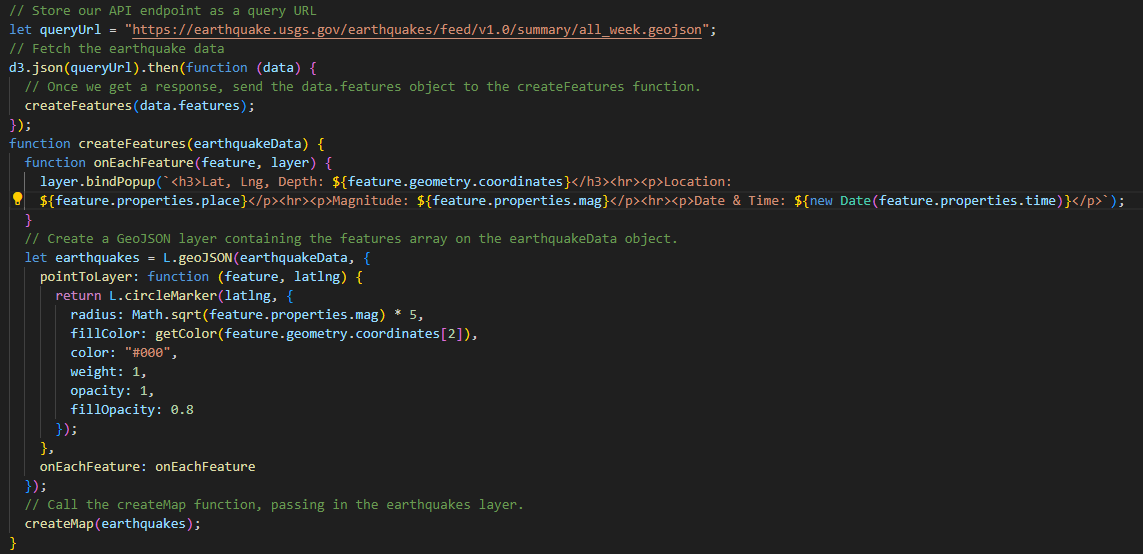 // Store our API endpoint as a query URL
let queryUrl = "https://earthquake.usgs.gov/earthquakes/feed/v1.0/summary/all_week.geojson";
// Fetch the earthquake data
d3.json(queryUrl).then(function (data) {
  // Once we get a response, send the data.features object to the createFeatures function.
  createFeatures(data.features);
});
function createFeatures(earthquakeData) {
  function onEachFeature(feature, layer) {
    layer.bindPopup(`<h3>Lat, Lng, Depth: ${feature.geometry.coordinates}</h3><hr><p>Location:
    ${feature.properties.place}</p><hr><p>Magnitude: ${feature.properties.mag}</p><hr><p>Date & Time: ${new Date(feature.properties.time)}</p>`);
  }
  // Create a GeoJSON layer containing the features array on the earthquakeData object.
  let earthquakes = L.geoJSON(earthquakeData, {
    pointToLayer: function (feature, latlng) {
      return L.circleMarker(latlng, {
        radius: Math.sqrt(feature.properties.mag) * 5,
        fillColor: getColor(feature.geometry.coordinates[2]),
        color: "#000",
        weight: 1,
        opacity: 1,
        fillOpacity: 0.8
      });
    },
    onEachFeature: onEachFeature
  });
  // Call the createMap function, passing in the earthquakes layer.
  createMap(earthquakes);
}